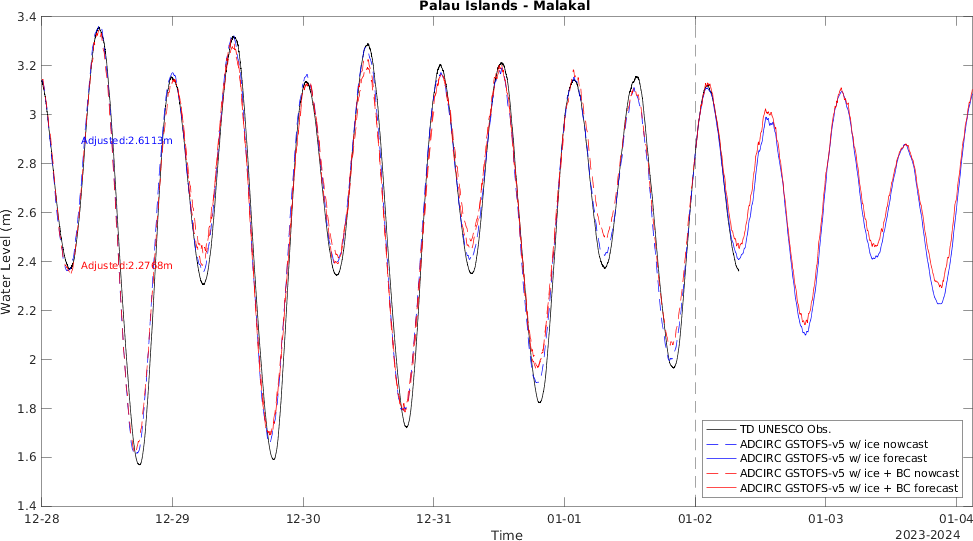 Palau Islands - Malakal
3.4
3.2
3
2.8
2.6
2.4
2.2
2
1.8
1.6
1.4
Water Level (m)
Adjusted:2.6113m
Adjusted:2.2768m
TD UNESCO Obs.
ADCIRC GSTOFS-v5 w/ ice nowcast
ADCIRC GSTOFS-v5 w/ ice forecast
ADCIRC GSTOFS-v5 w/ ice + BC nowcast
ADCIRC GSTOFS-v5 w/ ice + BC forecast
12-28 12-29 12-30 12-31 01-01 01-02 01-03 01-04
Time
2023-2024